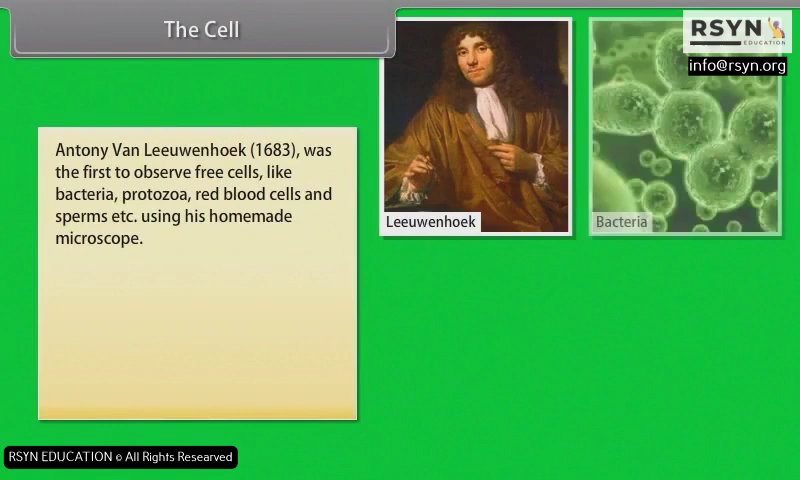 The Cell
RSYN
EDUCATION
info@rsyn.org
Antony Van Leeuwenhoek (1683), was
the first to observe free cells, like
bacteria, protozoa, red blood cells and
sperms etc. using his homemade
microscope.
Leeuwenhoek
Bacteria
RSYN EDUCATION © All Rights Researved